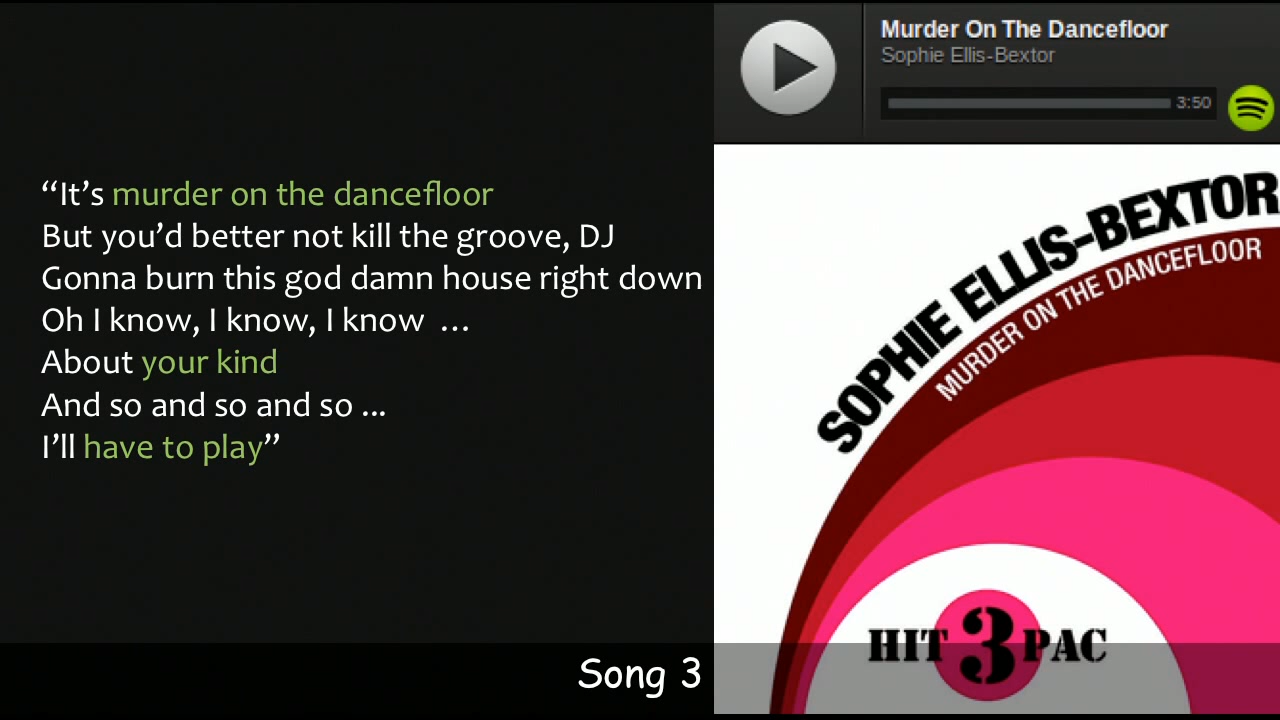 “It’s murder on the dancefloor
But you’d better not kill the groove, DJ
Gonna burn this god damn house right down
Oh I know, I know, I know …
About your kind
And so and so and so ...
I’ll have to play”
Murder On The Dancefloor
Sophie Ellis-Bextor
3:50
SOPHIE ELLIS-BEXTOR
MURDER ON THE DANCEFLOOR
HIT 3 PAC
Song 3